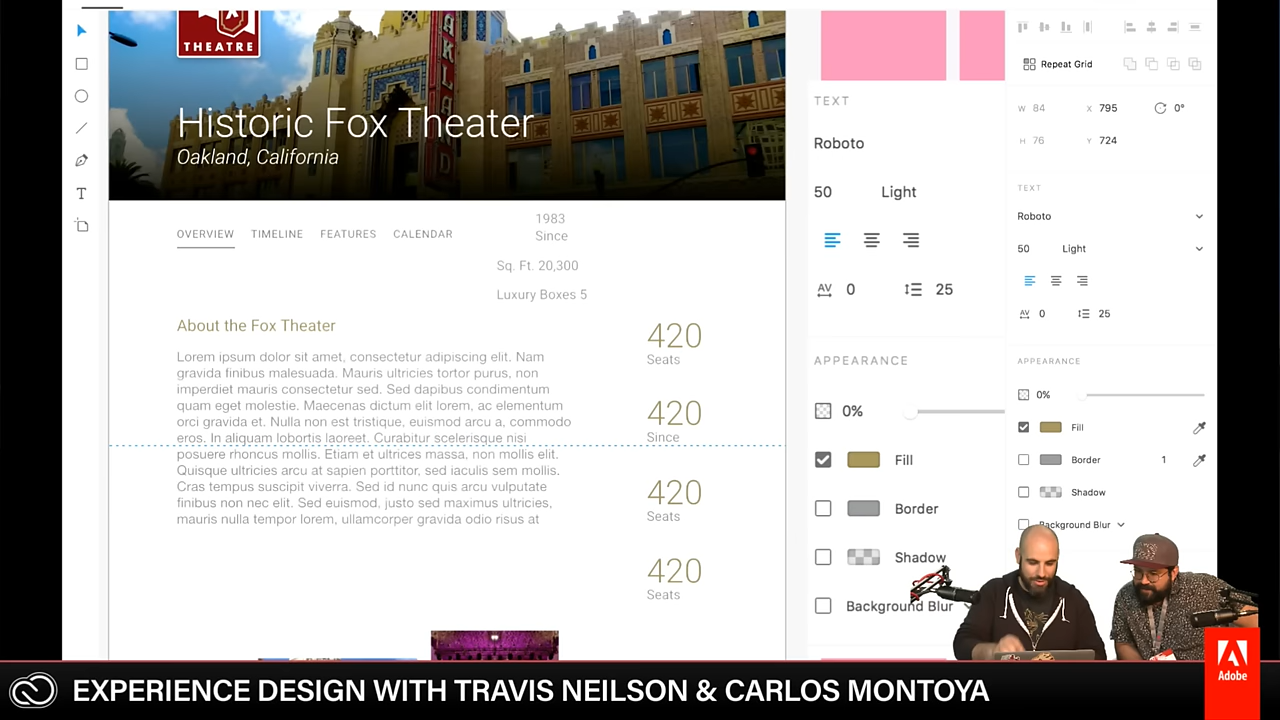 THEATRE
OAKLAND
Historic Fox Theater
Oakland, California
OVERVIEW TIMELINE FEATURES CALENDAR
1983
Since
Sq. Ft. 20,300
Luxury Boxes 5
About the Fox Theater
Lorem ipsum dolor sit amet, consectetur adipiscing elit. Nam
gravida finibus malesuada. Mauris ultricies tortor purus, non
imperdiet mauris consectetur sed. Sed dapibus condimentum
quam eget molestie. Maecenas dictum elit lorem, ac elementum
orci gravida et. Nulla non est tristique, euismod arcu a, commodo
eros. In aliquam lobortis laoreet. Curabitur scelerisque nisi
posuere rhoncus mollis. Etiam et ultrices massa, non mollis elit.
Quisque ultricies arcu at sapien porttitor, sed iaculis sem mollis.
Cras tempus suscipit viverra. Sed id nunc quis arcu vulputate
finibus non nec elit. Sed euismod, justo sed maximus ultricies,
mauris nulla tempor lorem, ullamcorper gravida odio risus at
420
Seats
420
Since
420
Seats
420
Seats
TEXT
Roboto
50 Light
AV 0 25
APPEARANCE
0%
Fill
Border
Shadow
Background Blur
Repeat Grid
W 84 X 795 0°
H 76 Y 724
TEXT
Roboto
50 Light
AV 0 25
APPEARANCE
0%
Fill
Border 1
Shadow
Background Blur
T
EXPERIENCE DESIGN WITH TRAVIS NEILSON & CARLOS MONTOYA
Adobe